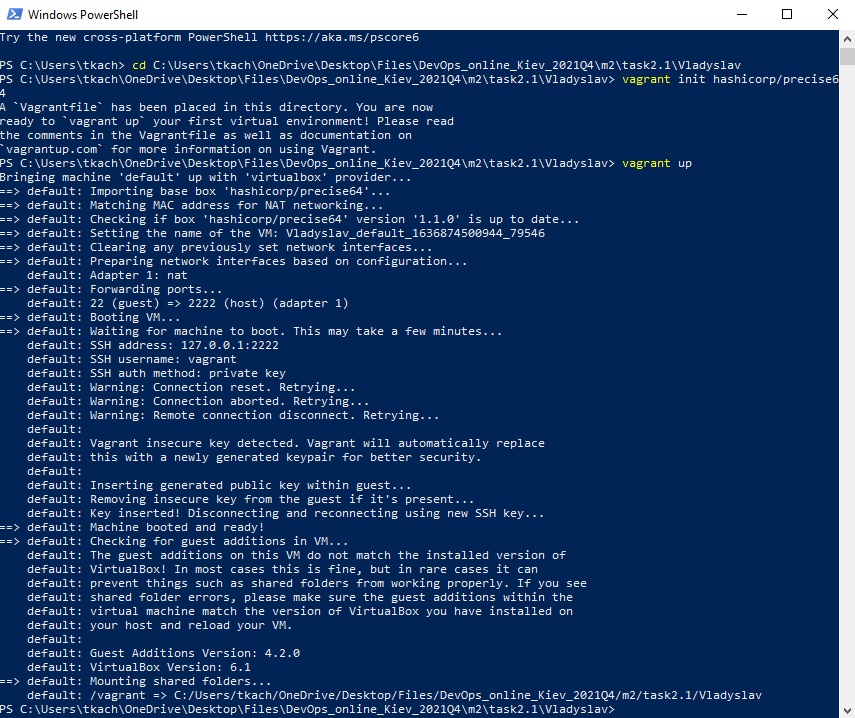 Windows PowerShell
Try the new cross-platform PowerShell https://aka.ms/pscore6
PS C:\Users\tkach> cd C:\Users\tkach\OneDrive\Desktop\Files\DevOps_online_Kiev_2021Q4\m2\task2.1\Vladyslav
PS C:\Users\tkach\OneDrive\Desktop\Files\DevOps_online_Kiev_2021Q4\m2\task2.1\Vladyslav> vagrant init hashicorp/precise6
4
A `Vagrantfile` has been placed in this directory. You are now
ready to `vagrant up` your first virtual environment! Please read
the comments in the Vagrantfile as well as documentation on
`vagrantup.com` for more information on using Vagrant.
PS C:\Users\tkach\OneDrive\Desktop\Files\DevOps_online_Kiev_2021Q4\m2\task2.1\Vladyslav> vagrant up
Bringing machine 'default' up with 'virtualbox' provider...
==> default: Importing base box 'hashicorp/precise64'...
==> default: Matching MAC address for NAT networking...
==> default: Checking if box 'hashicorp/precise64' version '1.1.0' is up to date...
==> default: Setting the name of the VM: Vladyslav_default_1636874500944_79546
==> default: Clearing any previously set network interfaces...
==> default: Preparing network interfaces based on configuration...
    default: Adapter 1: nat
==> default: Forwarding ports...
    default: 22 (guest) => 2222 (host) (adapter 1)
==> default: Booting VM...
==> default: Waiting for machine to boot. This may take a few minutes...
    default: SSH address: 127.0.0.1:2222
    default: SSH username: vagrant
    default: SSH auth method: private key
    default: Warning: Connection reset. Retrying...
    default: Warning: Connection aborted. Retrying...
    default: Warning: Remote connection disconnect. Retrying...
    default:
    default: Vagrant insecure key detected. Vagrant will automatically replace
    default: this with a newly generated keypair for better security.
    default:
    default: Inserting generated public key within guest...
    default: Removing insecure key from the guest if it's present...
    default: Key inserted! Disconnecting and reconnecting using new SSH key...
==> default: Machine booted and ready!
==> default: Checking for guest additions in VM...
    default: The guest additions on this VM do not match the installed version of
    default: VirtualBox! In most cases this is fine, but in rare cases it can
    default: prevent things such as shared folders from working properly. If you see
    default: shared folder errors, please make sure the guest additions within the
    default: virtual machine match the version of VirtualBox you have installed on
    default: your host and reload your VM.
    default:
    default: Guest Additions Version: 4.2.0
    default: VirtualBox Version: 6.1
==> default: Mounting shared folders...
    default: /vagrant => C:/Users/tkach/OneDrive/Desktop/Files/DevOps_online_Kiev_2021Q4/m2/task2.1/Vladyslav
PS C:\Users\tkach\OneDrive\Desktop\Files\DevOps_online_Kiev_2021Q4\m2\task2.1\Vladyslav>